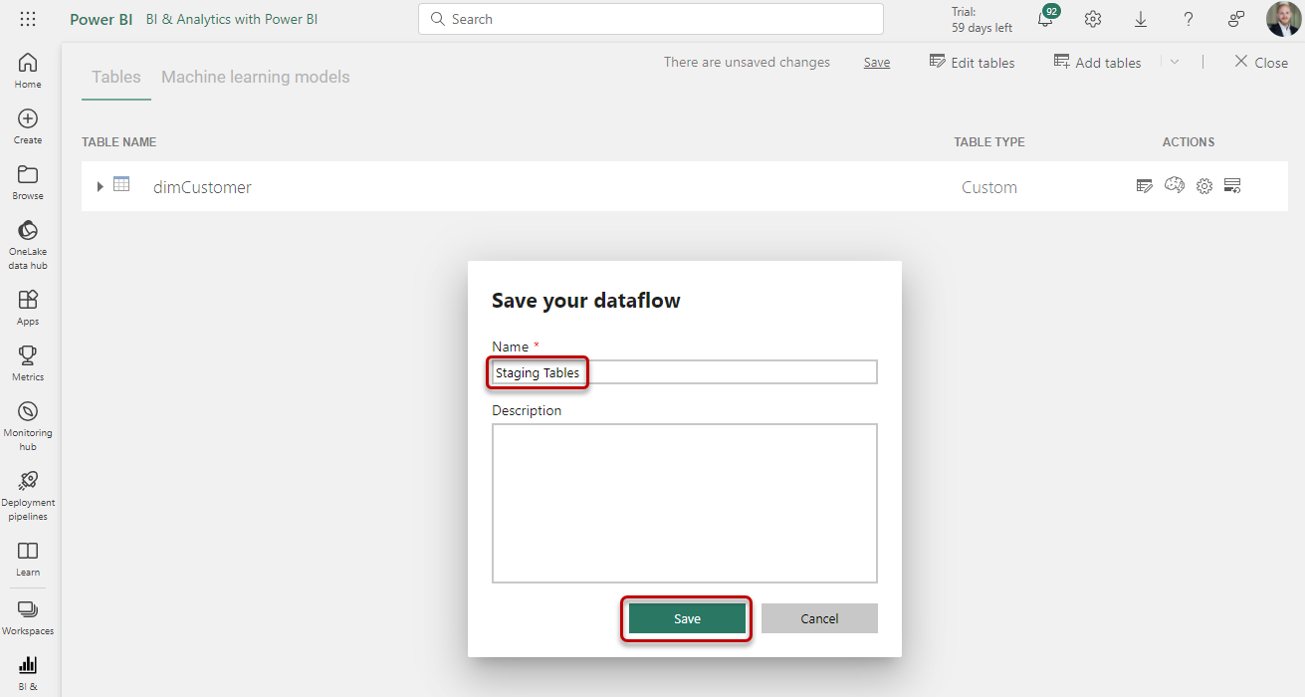 Power BI BI & Analytics with Power BI
Search
Trial:
59 days left
92
Home
Create
Browse
OneLake
data hub
Apps
Metrics
Monitoring
hub
Deployment
pipelines
Learn
Workspaces
BI &
Tables Machine learning models
There are unsaved changes Save Edit tables Add tables Close
TABLE NAME TABLE TYPE ACTIONS
dimCustomer Custom
Save your dataflow
Name *
Staging Tables
Description
Save Cancel